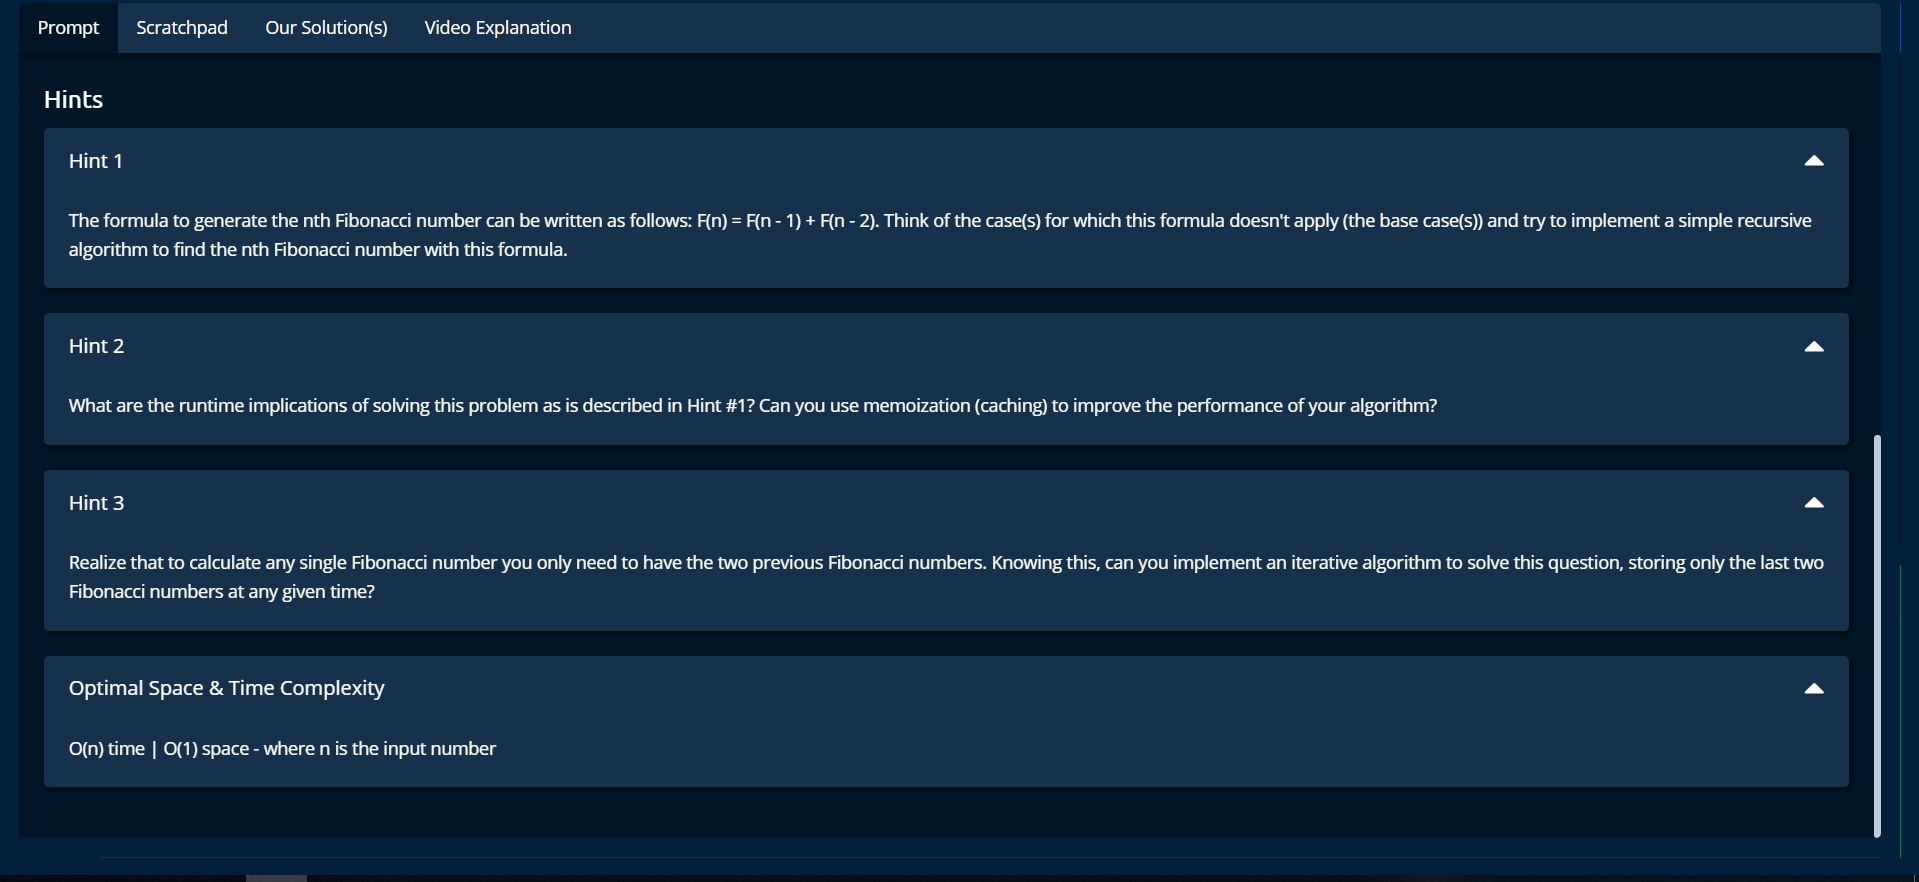 Prompt Scratchpad Our Solution(s) Video Explanation
Hints
Hint 1
The formula to generate the nth Fibonacci number can be written as follows: F(n) = F(n - 1) + F(n - 2). Think of the case(s) for which this formula doesn't apply (the base case(s)) and try to implement a simple recursive
algorithm to find the nth Fibonacci number with this formula.
Hint 2
What are the runtime implications of solving this problem as is described in Hint #1? Can you use memoization (caching) to improve the performance of your algorithm?
Hint 3
Realize that to calculate any single Fibonacci number you only need to have the two previous Fibonacci numbers. Knowing this, can you implement an iterative algorithm to solve this question, storing only the last two
Fibonacci numbers at any given time?
Optimal Space & Time Complexity
O(n) time | O(1) space - where n is the input number